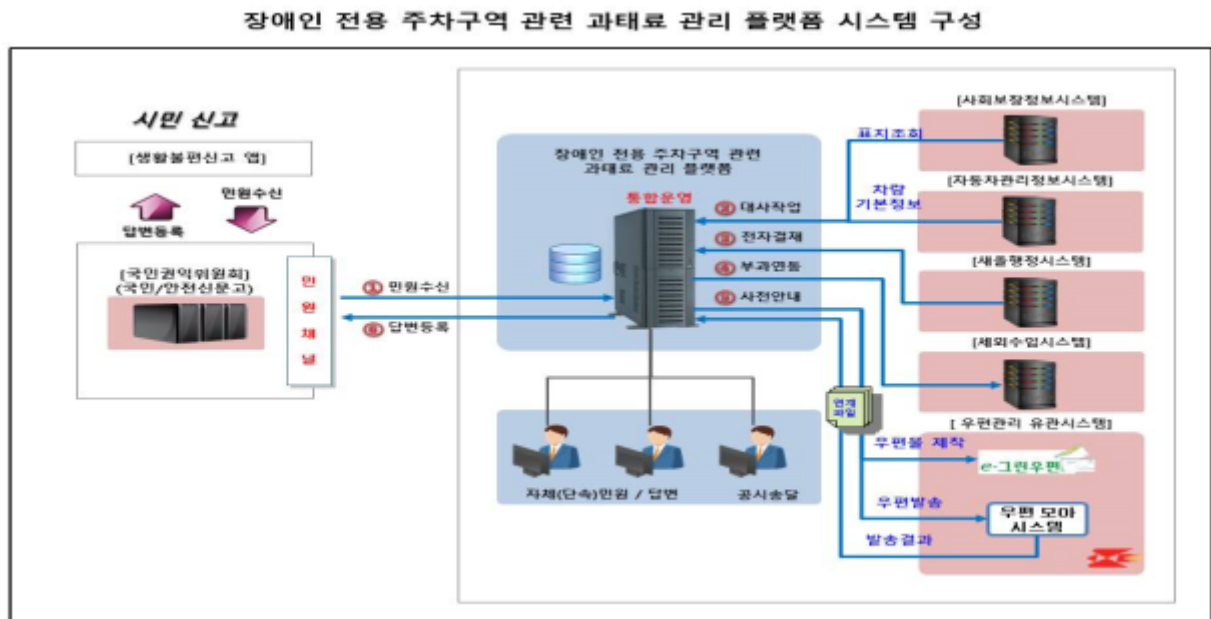 장애인 전용 주차구역 관련 과태료 관리 플랫폼 시스템 구성
시민 신고
[생활불편신고 앱]
민원수신
답변등록
[국민권익위원회)
(국민/안전신문고)
민원채널
① 민원수신
⑥ 답변등록
장애인 전용 주차구역 관련
과태료 관리 플랫폼
통합운영
② 대사작업
③ 전자결재
④ 부과연동
⑤ 사전안내
자체(단속)민원 / 답변
공시송달
[사회보장정보시스템]
표지조회
[자동차관리정보시스템]
차량
기본정보
[새올행정시스템]
[세외수입시스템]
연계
파일
[ 우편관리 유관시스템]
우편물 제작
e-그린우편
우편발송
우편 모아
시스템
발송결과